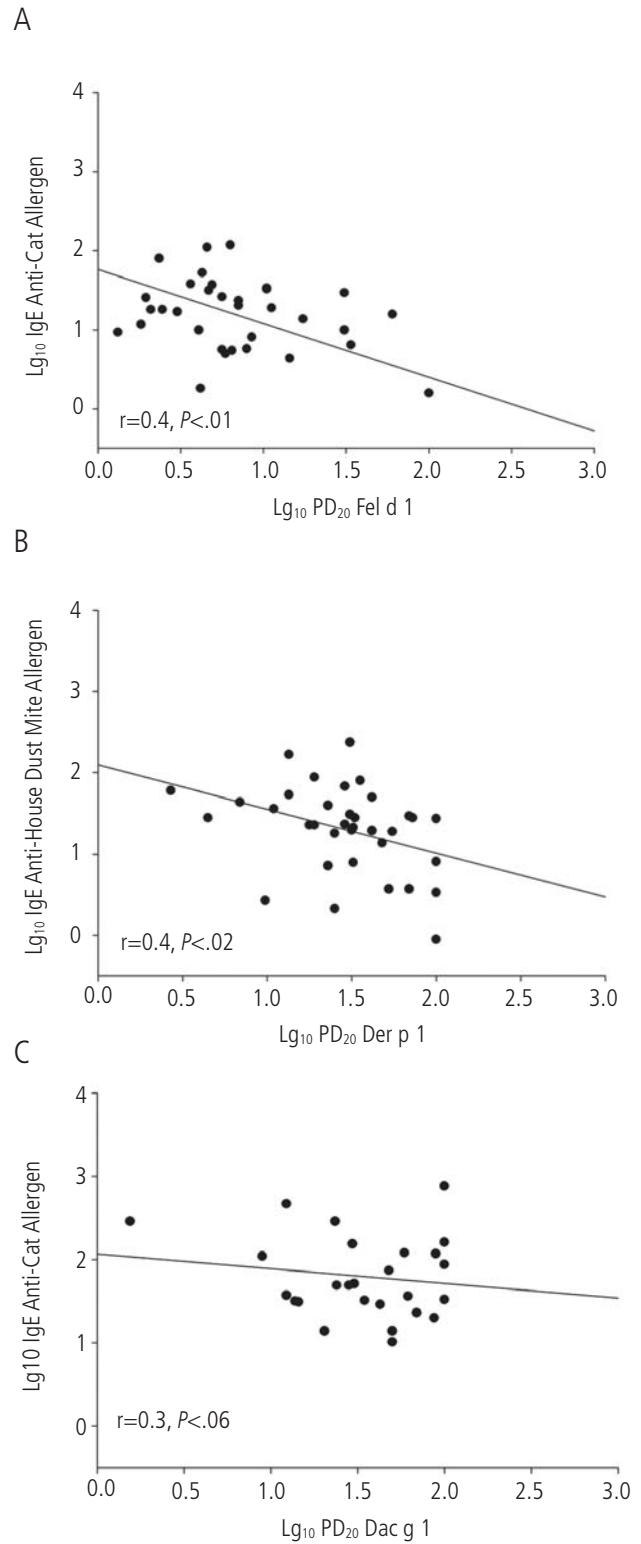 A
Lg₁₀ IgE Anti-Cat Allergen
4
3
2
1
0
r=0.4, P<.01
0.0 0.5 1.0 1.5 2.0 2.5 3.0
Lg₁₀ PD₂₀ Fel d 1
B
Lg₁₀ IgE Anti-House Dust Mite Allergen
4
3
2
1
0
r=0.4, P<.02
0.0 0.5 1.0 1.5 2.0 2.5 3.0
Lg₁₀ PD₂₀ Der p 1
C
Lg10 IgE Anti-Cat Allergen
4
3
2
1
0
r=0.3, P<.06
0.0 0.5 1.0 1.5 2.0 2.5 3.0
Lg₁₀ PD₂₀ Dac g 1